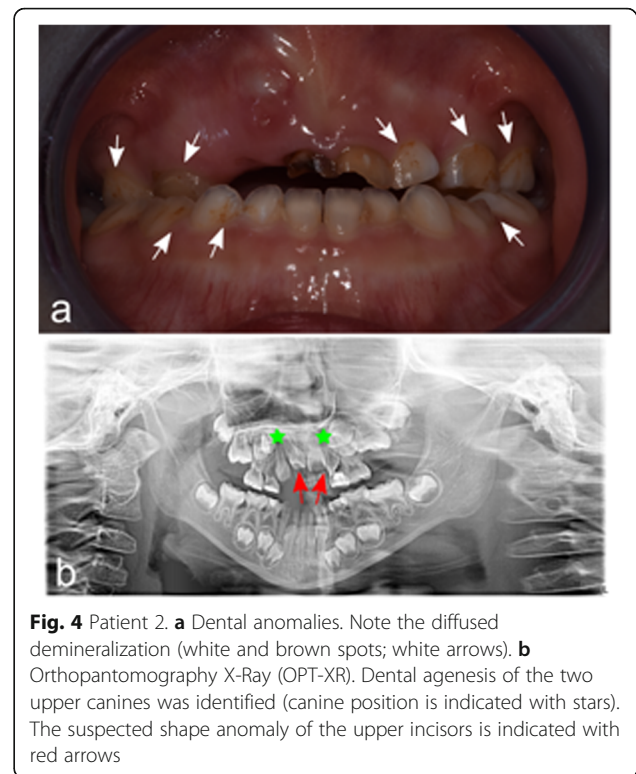 a
b
Fig. 4 Patient 2. a Dental anomalies. Note the diffused
demineralization (white and brown spots; white arrows). b
Orthopantomography X-Ray (OPT-XR). Dental agenesis of the two
upper canines was identified (canine position is indicated with stars).
The suspected shape anomaly of the upper incisors is indicated with
red arrows